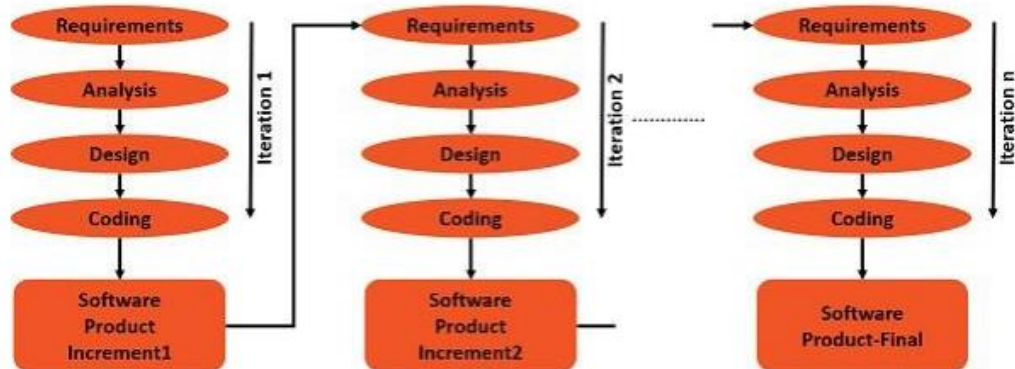 Requirements
Analysis
Design
Coding
Software
Product
Increment1
Iteration 1
Requirements
Analysis
Design
Coding
Software
Product
Increment2
Iteration 2
Requirements
Analysis
Design
Coding
Software
Product-Final
Iteration n